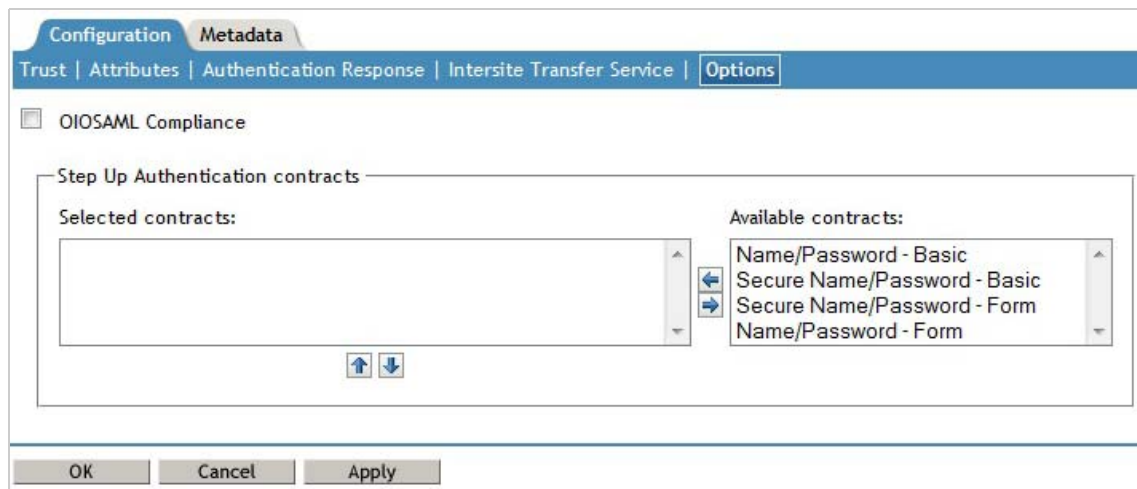 Configuration Metadata
Trust | Attributes | Authentication Response | Intersite Transfer Service | Options
OIOSAML Compliance
Step Up Authentication contracts
Selected contracts:
Available contracts:
Name/Password - Basic
Secure Name/Password - Basic
Secure Name/Password - Form
Name/Password - Form
OK Cancel Apply